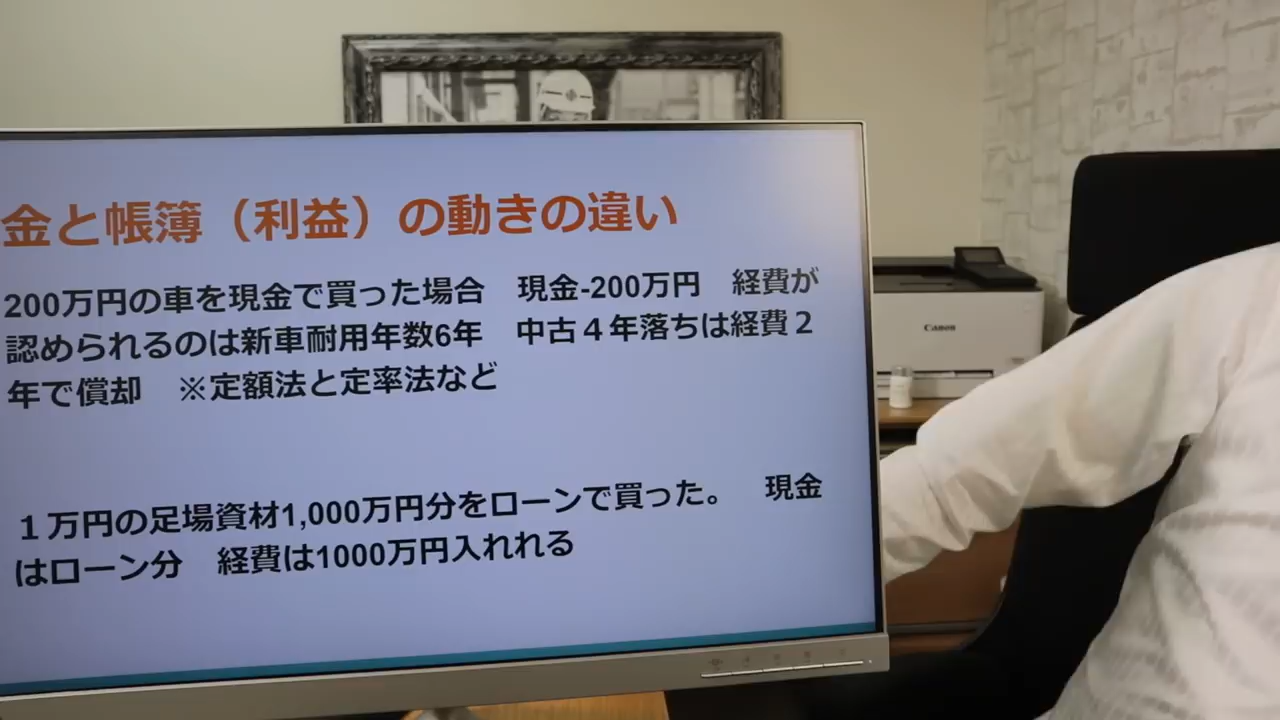 金と帳簿（利益）の動きの違い
200万円の車を現金で買った場合　現金-200万円　経費が
認められるのは新車耐用年数6年　中古４年落ちは経費２
年で償却　※定額法と定率法など
１万円の足場資材1,000万円分をローンで買った。　現金
はローン分　経費は1000万円入れれる
Canon